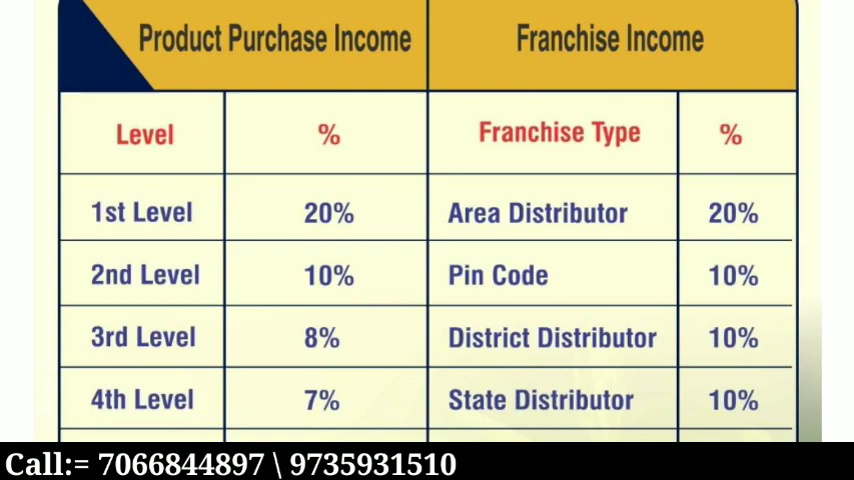 Product Purchase Income Franchise Income
Level % Franchise Type %
1st Level 20% Area Distributor 20%
2nd Level 10% Pin Code 10%
3rd Level 8% District Distributor 10%
4th Level 7% State Distributor 10%
Call:= 7066844897 \ 9735931510